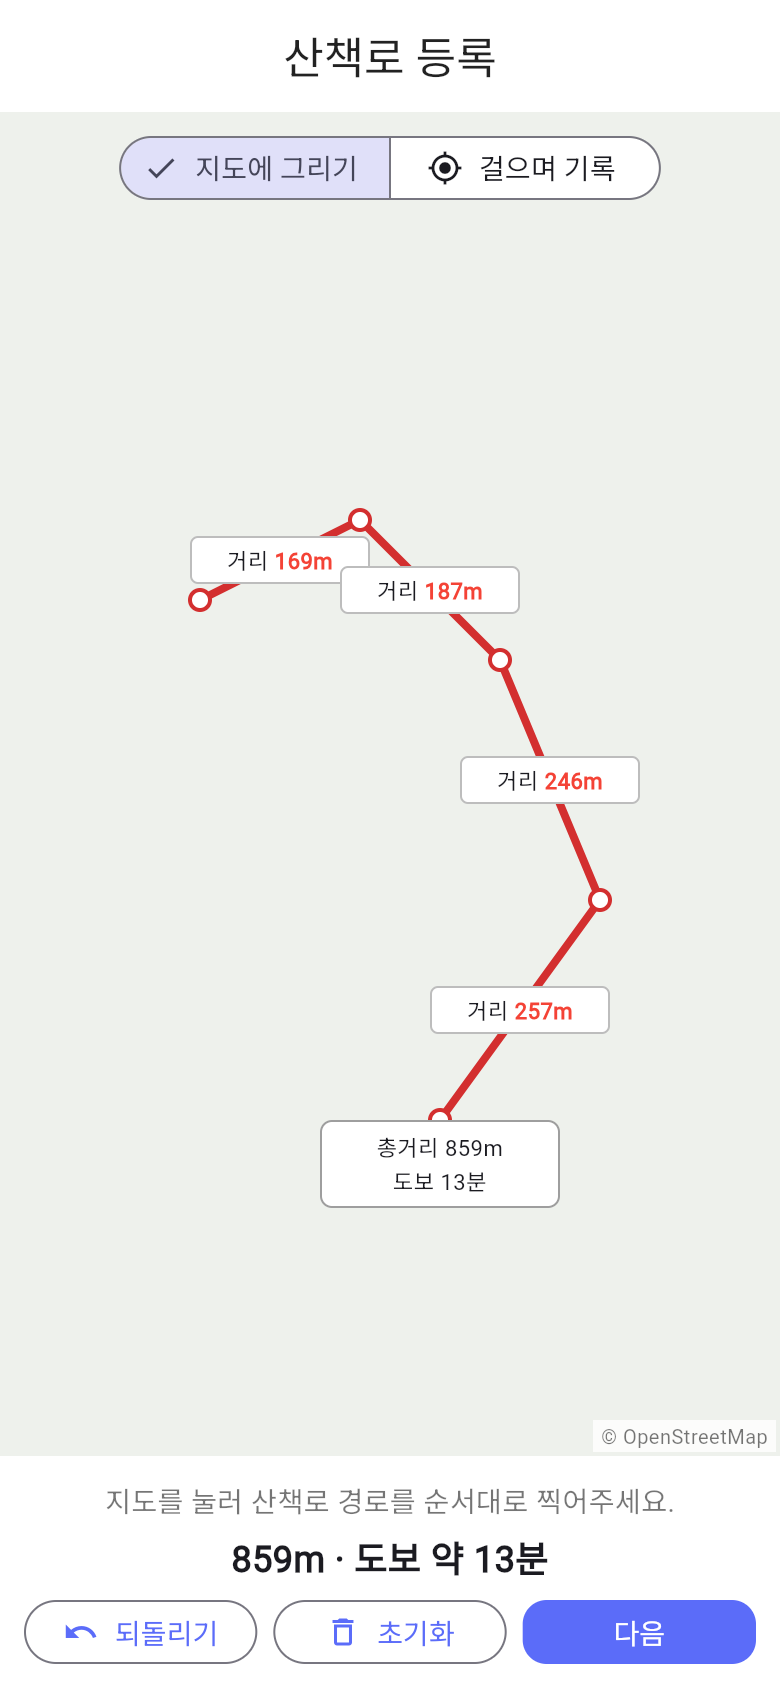 산책로 등록
지도에 그리기
걸으며 기록
거리 169m
거리 187m
거리 246m
거리 257m
총거리 859m
도보 13분
© OpenStreetMap
지도를 눌러 산책로 경로를 순서대로 찍어주세요.
859m · 도보 약 13분
되돌리기
초기화
다음